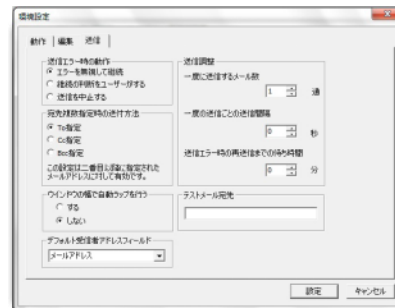 環境設定
動作
編集
送信
送信エラー時の動作
エラーを無視して継続
継続の判断をユーザーがする
送信を中止する
宛先複数指定時の送付方法
To指定
Cc指定
Bcc指定
この設定は二番目以降に指定された
メールアドレスに対して有効です。
ウインドウの幅で自動ラップを行う
する
しない
デフォルト受信者アドレスフィールド
メールアドレス
送信調整
一度に送信するメール数
1 通
一度の送信ごとの送信間隔
0 秒
送信エラー時の再送信までの待ち時間
0 分
テストメール宛先
設定
キャンセル